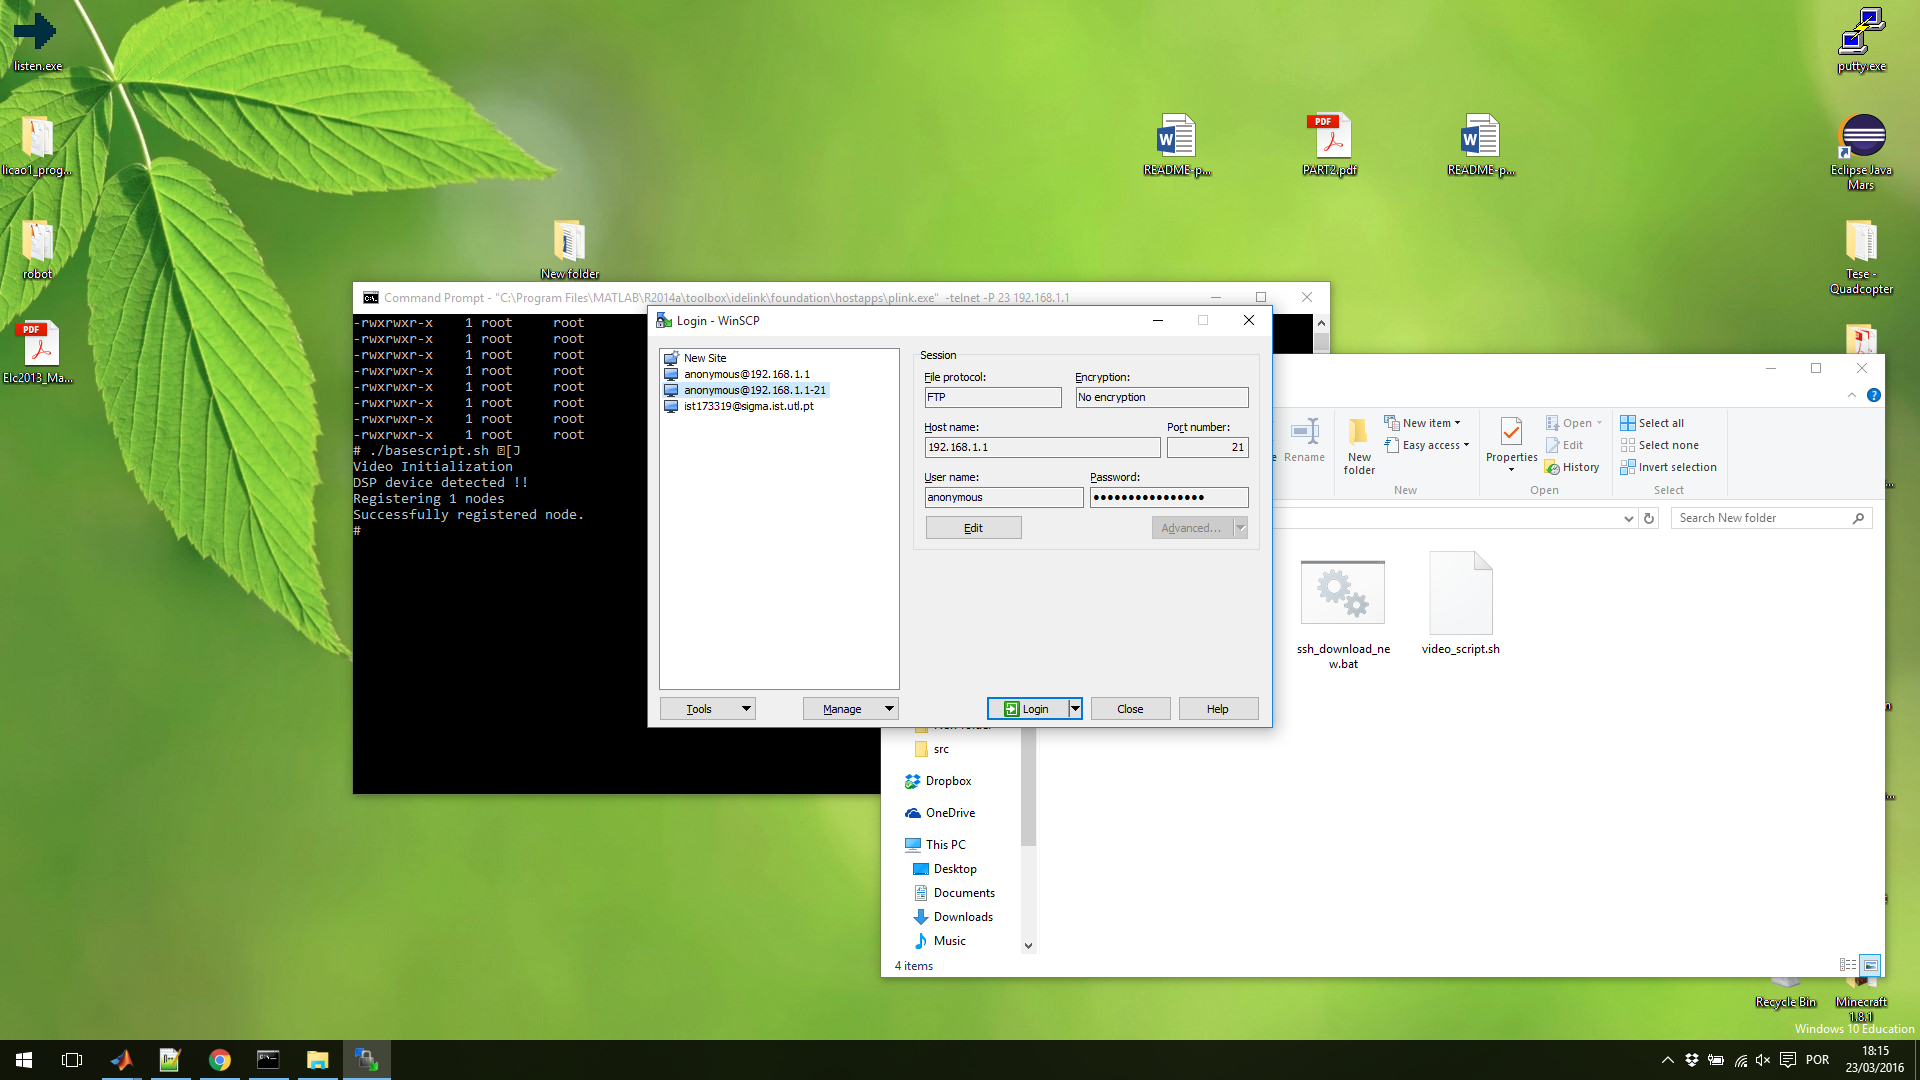 listen.exe
licao1_prog...
robot
Elc2013_Ma...
New folder
README-p...
PDF
PART2.pdf
README-p...
putty.exe
Eclipse Java
Mars
Tese -
Quadcopter
Command Prompt - "C:\Program Files\MATLAB\R2014a\toolbox\idelink\foundation\hostapps\plink.exe" -telnet -P 23 192.168.1.1
-rwxrwxr-x 1 root root
-rwxrwxr-x 1 root root
-rwxrwxr-x 1 root root
-rwxrwxr-x 1 root root
-rwxrwxr-x 1 root root
-rwxrwxr-x 1 root root
-rwxrwxr-x 1 root root
-rwxrwxr-x 1 root root
# ./basescript.sh [J
Video Initialization
DSP device detected !!
Registering 1 nodes
Successfully registered node.
#
Login - WinSCP
New Site
anonymous@192.168.1.1
anonymous@192.168.1.1-21
ist173319@sigma.ist.utl.pt
Session
File protocol:
Encryption:
FTP
No encryption
Host name:
Port number:
192.168.1.1
21
User name:
Password:
anonymous
••••••••••••••••
Edit
Advanced...
Tools
Manage
Login
Close
Help
Rename
New
folder
New item
Easy access
New
Properties
Open
Edit
History
Open
Select all
Select none
Invert selection
Select
Search New folder
ssh_download_ne
w.bat
video_script.sh
src
Dropbox
OneDrive
This PC
Desktop
Documents
Downloads
Music
4 items
Recycle Bin
Minecraft
1.8.1
Windows 10 Education
POR
18:15
23/03/2016